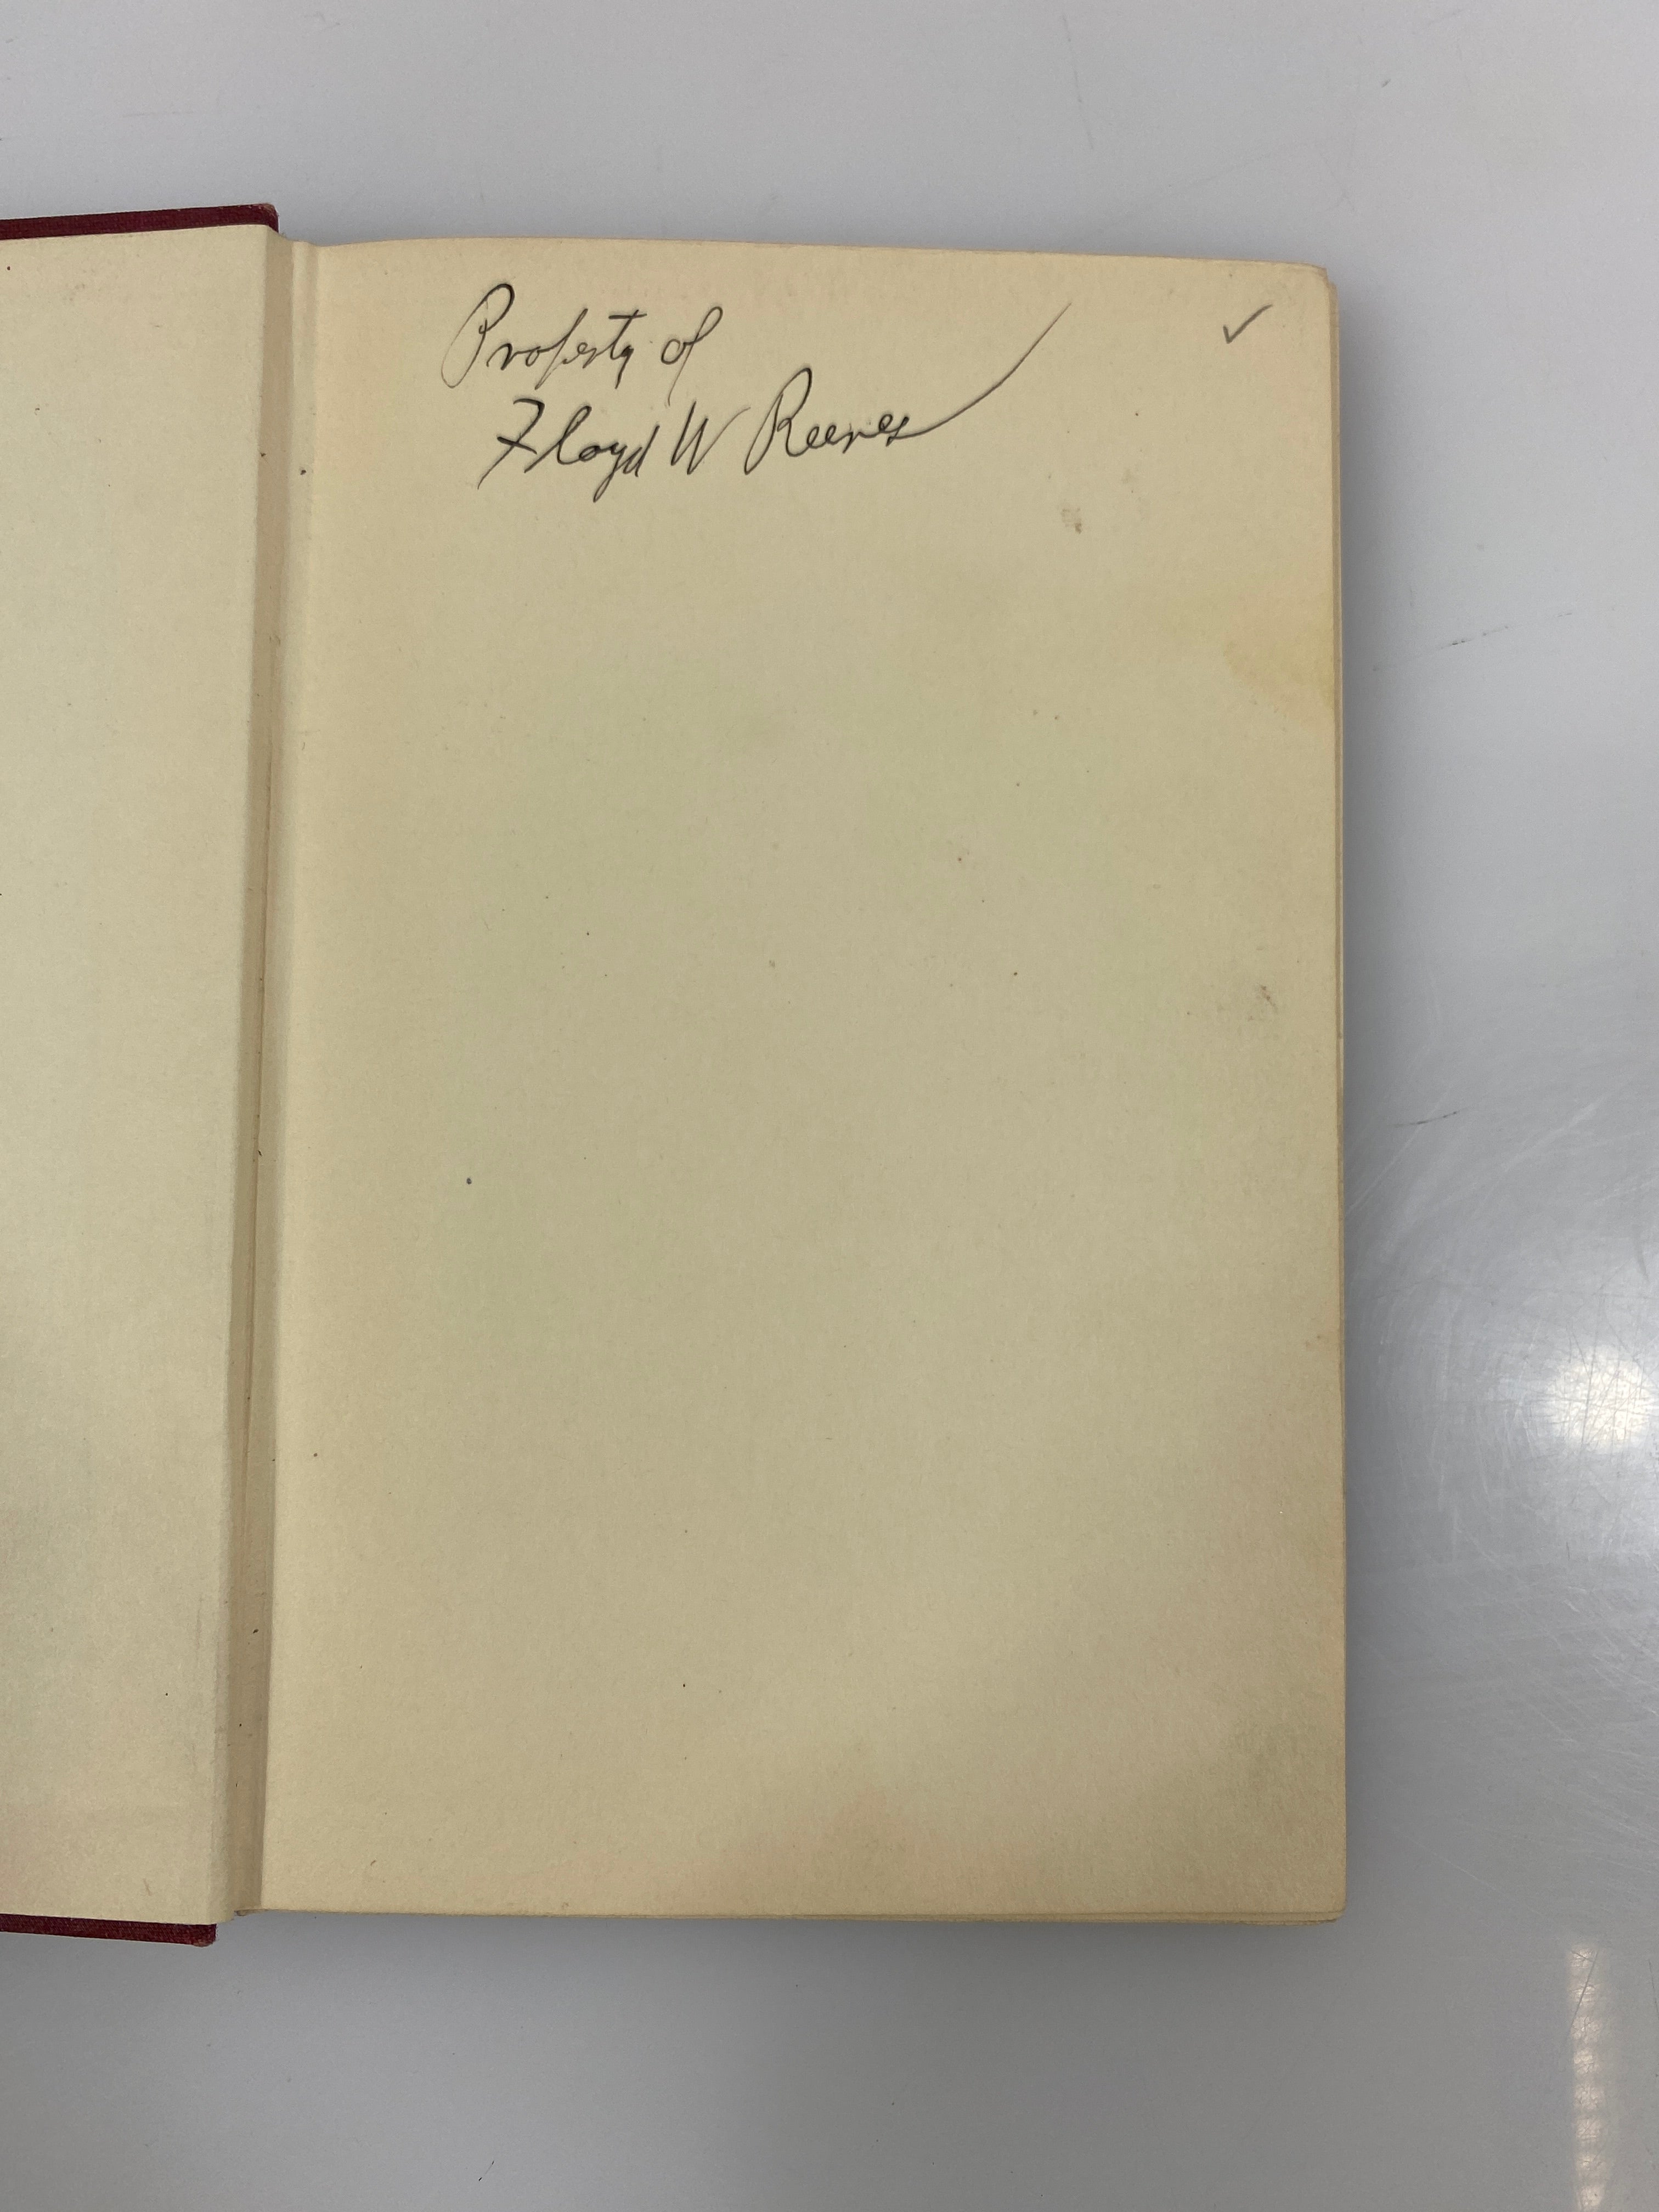 Property of
Floyd W Reeves